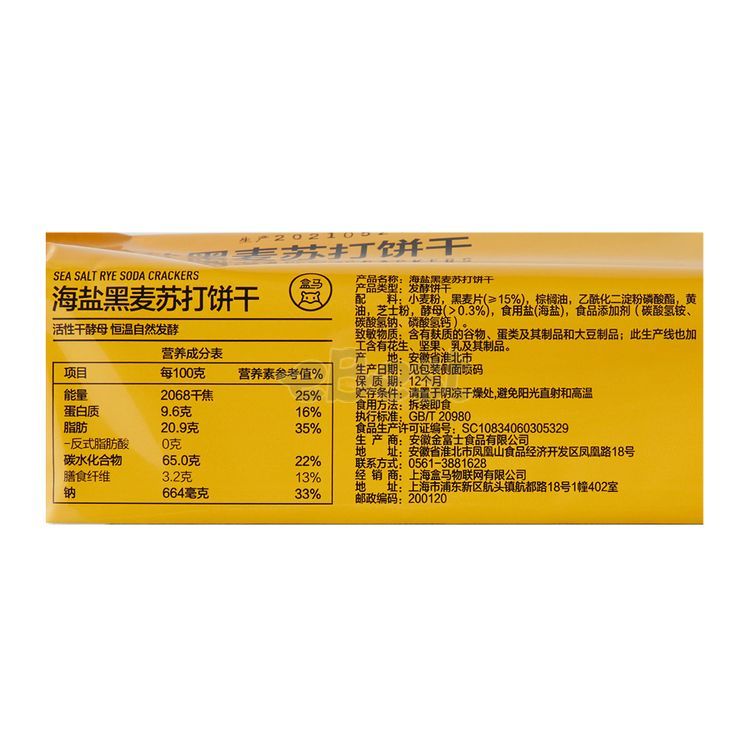 生产202105
黑麦苏打饼干
SEA SALT RYE SODA CRACKERS
海盐黑麦苏打饼干
盒马
活性干酵母 恒温自然发酵
营养成分表
项目 每100克 营养素参考值%
能量 2068千焦 25%
蛋白质 9.6克 16%
脂肪 20.9克 35%
-反式脂肪酸 0克
碳水化合物 65.0克 22%
膳食纤维 3.2克 13%
钠 664毫克 33%
产品名称：海盐黑麦苏打饼干
产品类型：发酵饼干
配 料：小麦粉，黑麦片(≥15%)，棕榈油，乙酰化二淀粉磷酸酯，黄
油，芝士粉，酵母(>0.3%)，食用盐(海盐)，食品添加剂（碳酸氢铵、
碳酸氢钠、磷酸氢钙）。
致敏物质：含有麸质的谷物、蛋类及其制品和大豆制品；此生产线也加
工含有花生、坚果、乳及其制品。
产 地：安徽省淮北市
生产日期：见包装侧面喷码
保 质 期：12个月
贮存条件：请置于阴凉干燥处,避免阳光直射和高温
食用方法：拆袋即食
执行标准：GB/T 20980
食品生产许可证编号：SC10834060305329
生 产 商：安徽金富士食品有限公司
地 址：安徽省淮北市凤凰山食品经济开发区凤凰路18号
联系方式：0561-3881628
经 销 商：上海盒马物联网有限公司
地 址：上海市浦东新区航头镇航都路18号1幢402室
邮政编码：200120